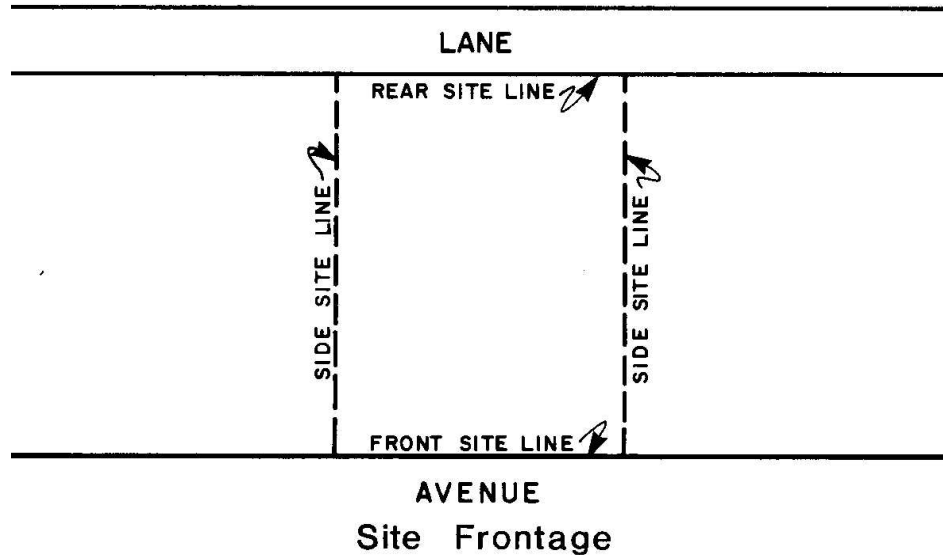 LANE
REAR SITE LINE
SIDE SITE LINE
SIDE SITE LINE
FRONT SITE LINE
AVENUE
Site Frontage